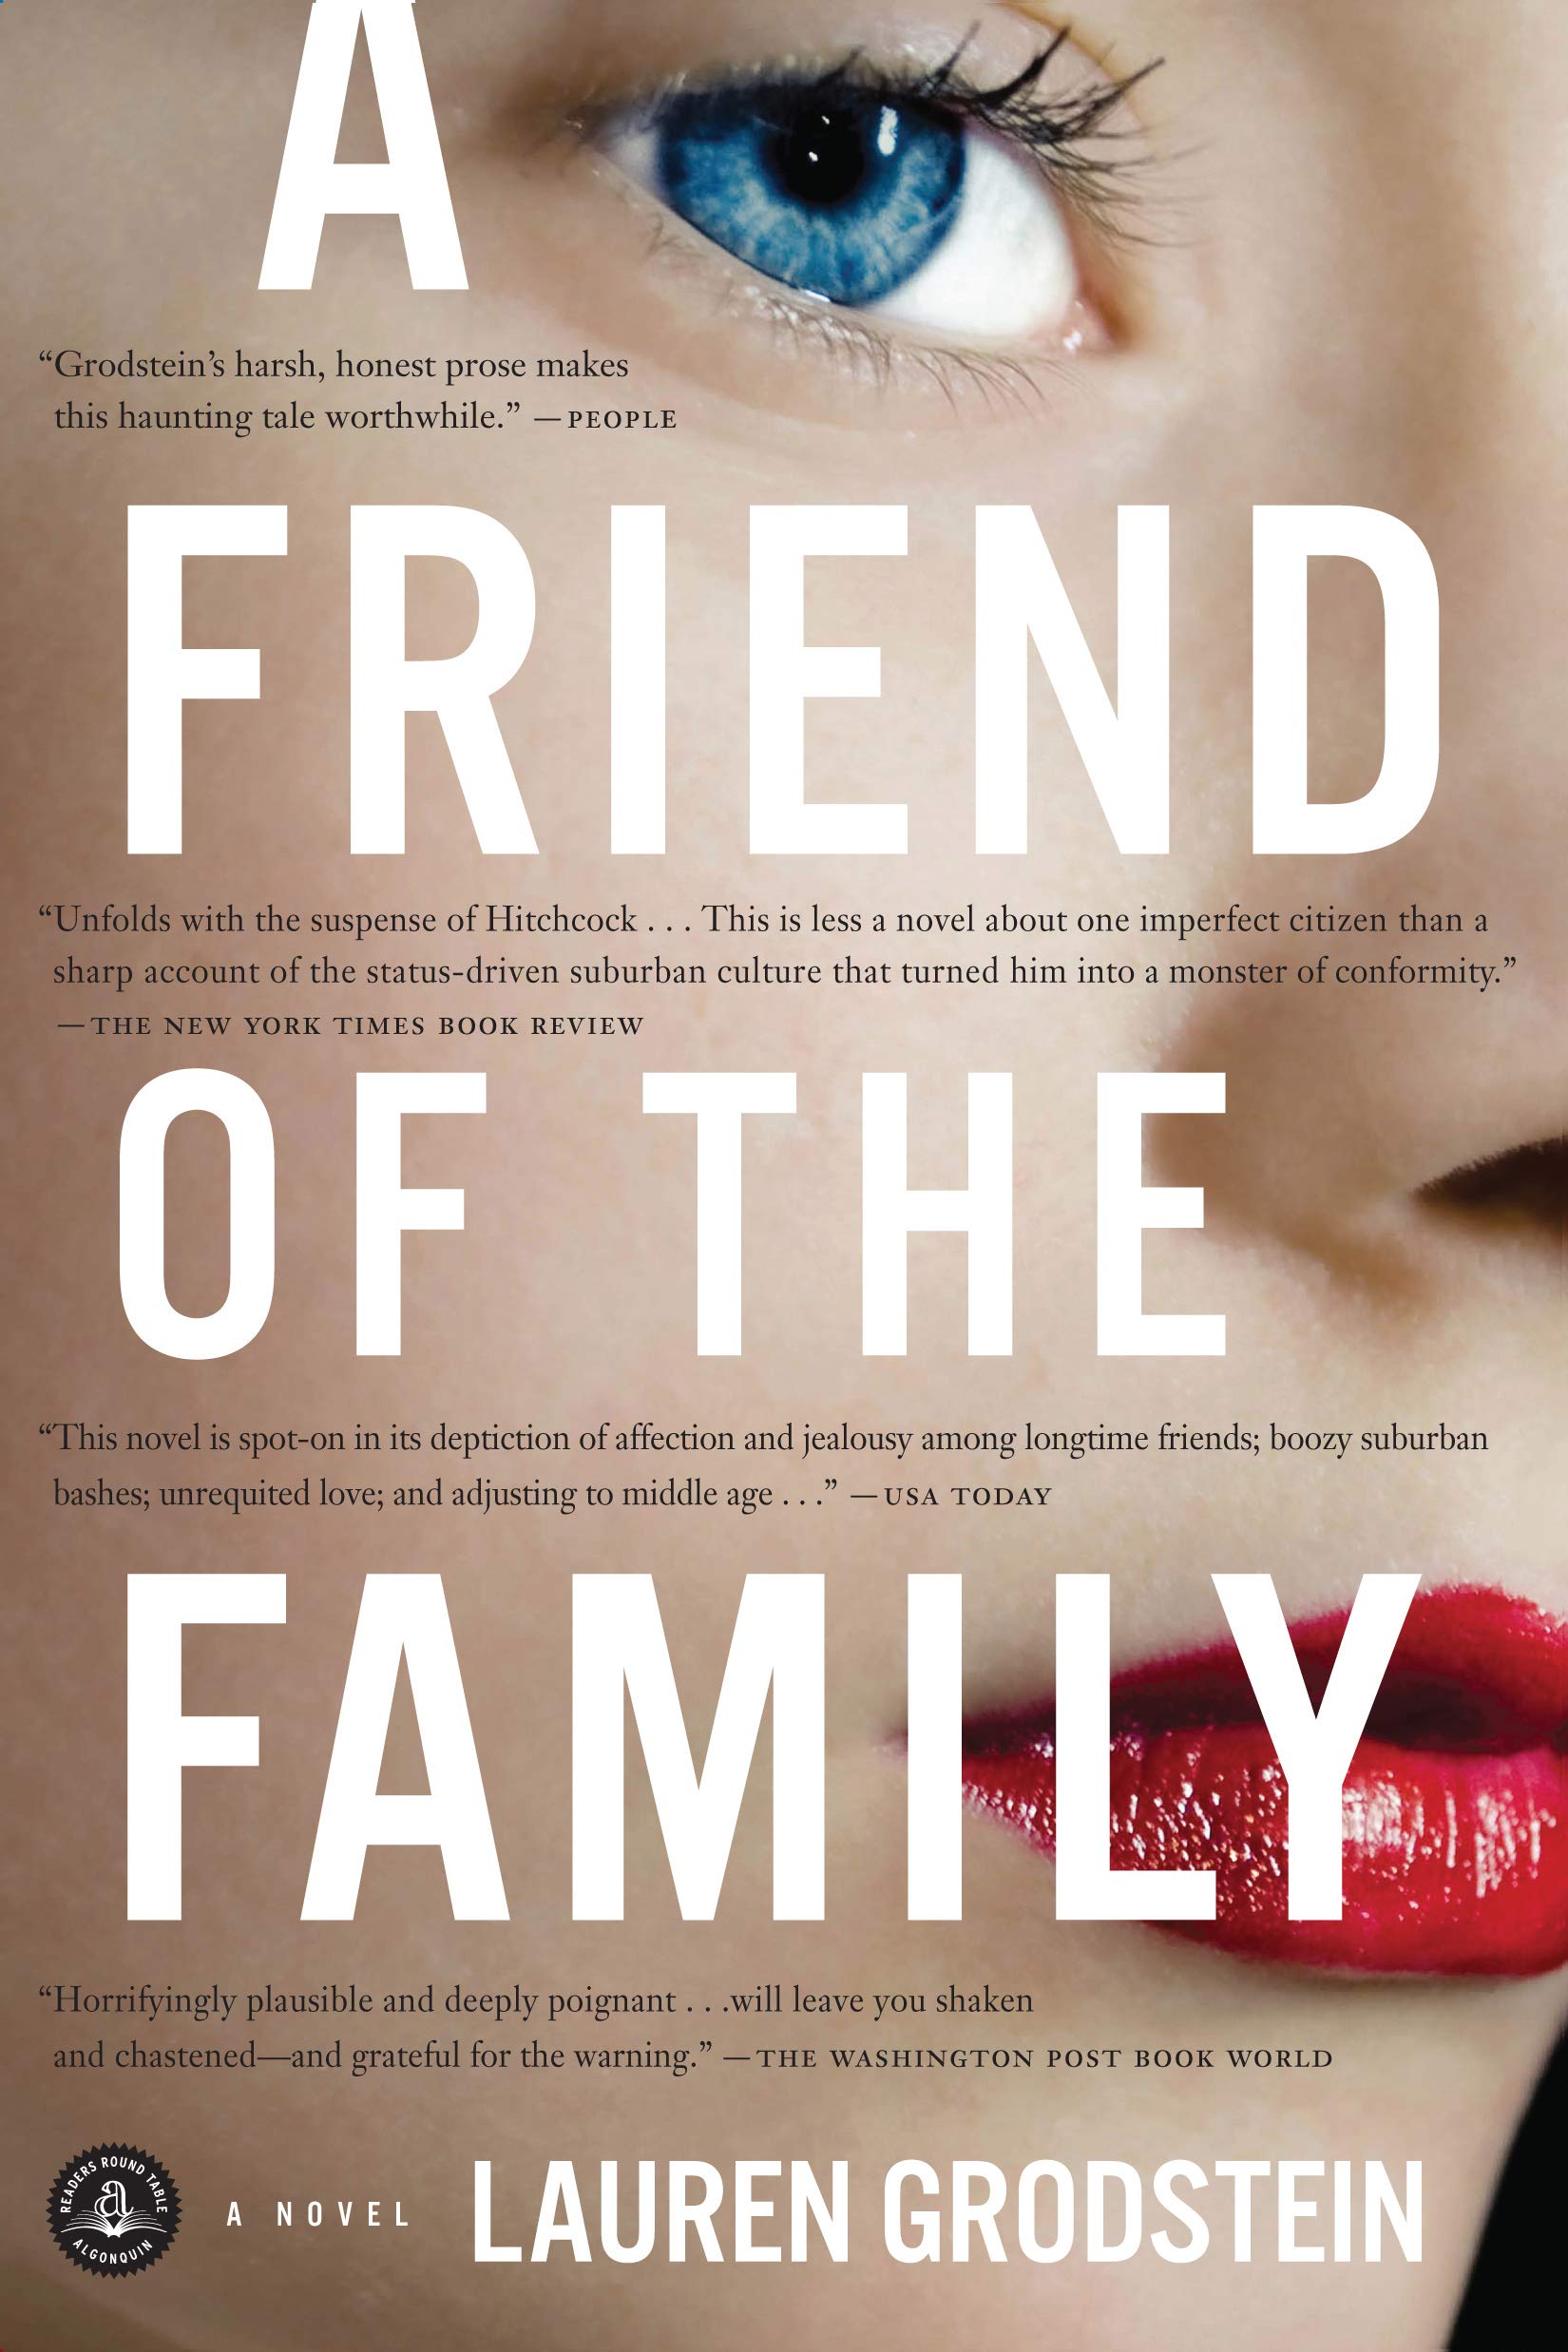 A
“Grodstein’s harsh, honest prose makes
this haunting tale worthwhile.” —PEOPLE
FRIEND
“Unfolds with the suspense of Hitchcock . . . This is less a novel about one imperfect citizen than a
sharp account of the status-driven suburban culture that turned him into a monster of conformity.”
—THE NEW YORK TIMES BOOK REVIEW
OF THE
“This novel is spot-on in its deptiction of affection and jealousy among longtime friends; boozy suburban
bashes; unrequited love; and adjusting to middle age . . .” —USA TODAY
FAMILY
“Horrifyingly plausible and deeply poignant . . .will leave you shaken
and chastened—and grateful for the warning.” —THE WASHINGTON POST BOOK WORLD
READERS ROUND TABLE
a
ALGONQUIN
A NOVEL
LAUREN GRODSTEIN